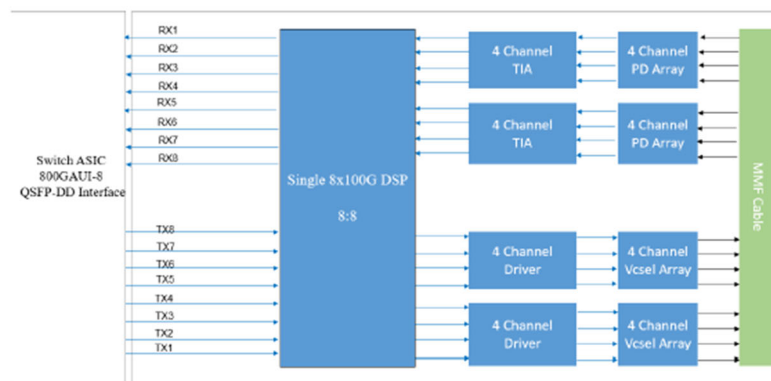 RX1
RX2
RX3
RX4
RX5
RX6
RX7
RX8
Switch ASIC
800GAUI-8
QSFP-DD Interface
TX8
TX7
TX6
TX5
TX4
TX3
TX2
TX1
Single 8x100G DSP
8:8
4 Channel
TIA
4 Channel
PD Array
4 Channel
TIA
4 Channel
PD Array
4 Channel
Driver
4 Channel
Vcsel Array
4 Channel
Driver
4 Channel
Vcsel Array
MMF Cable